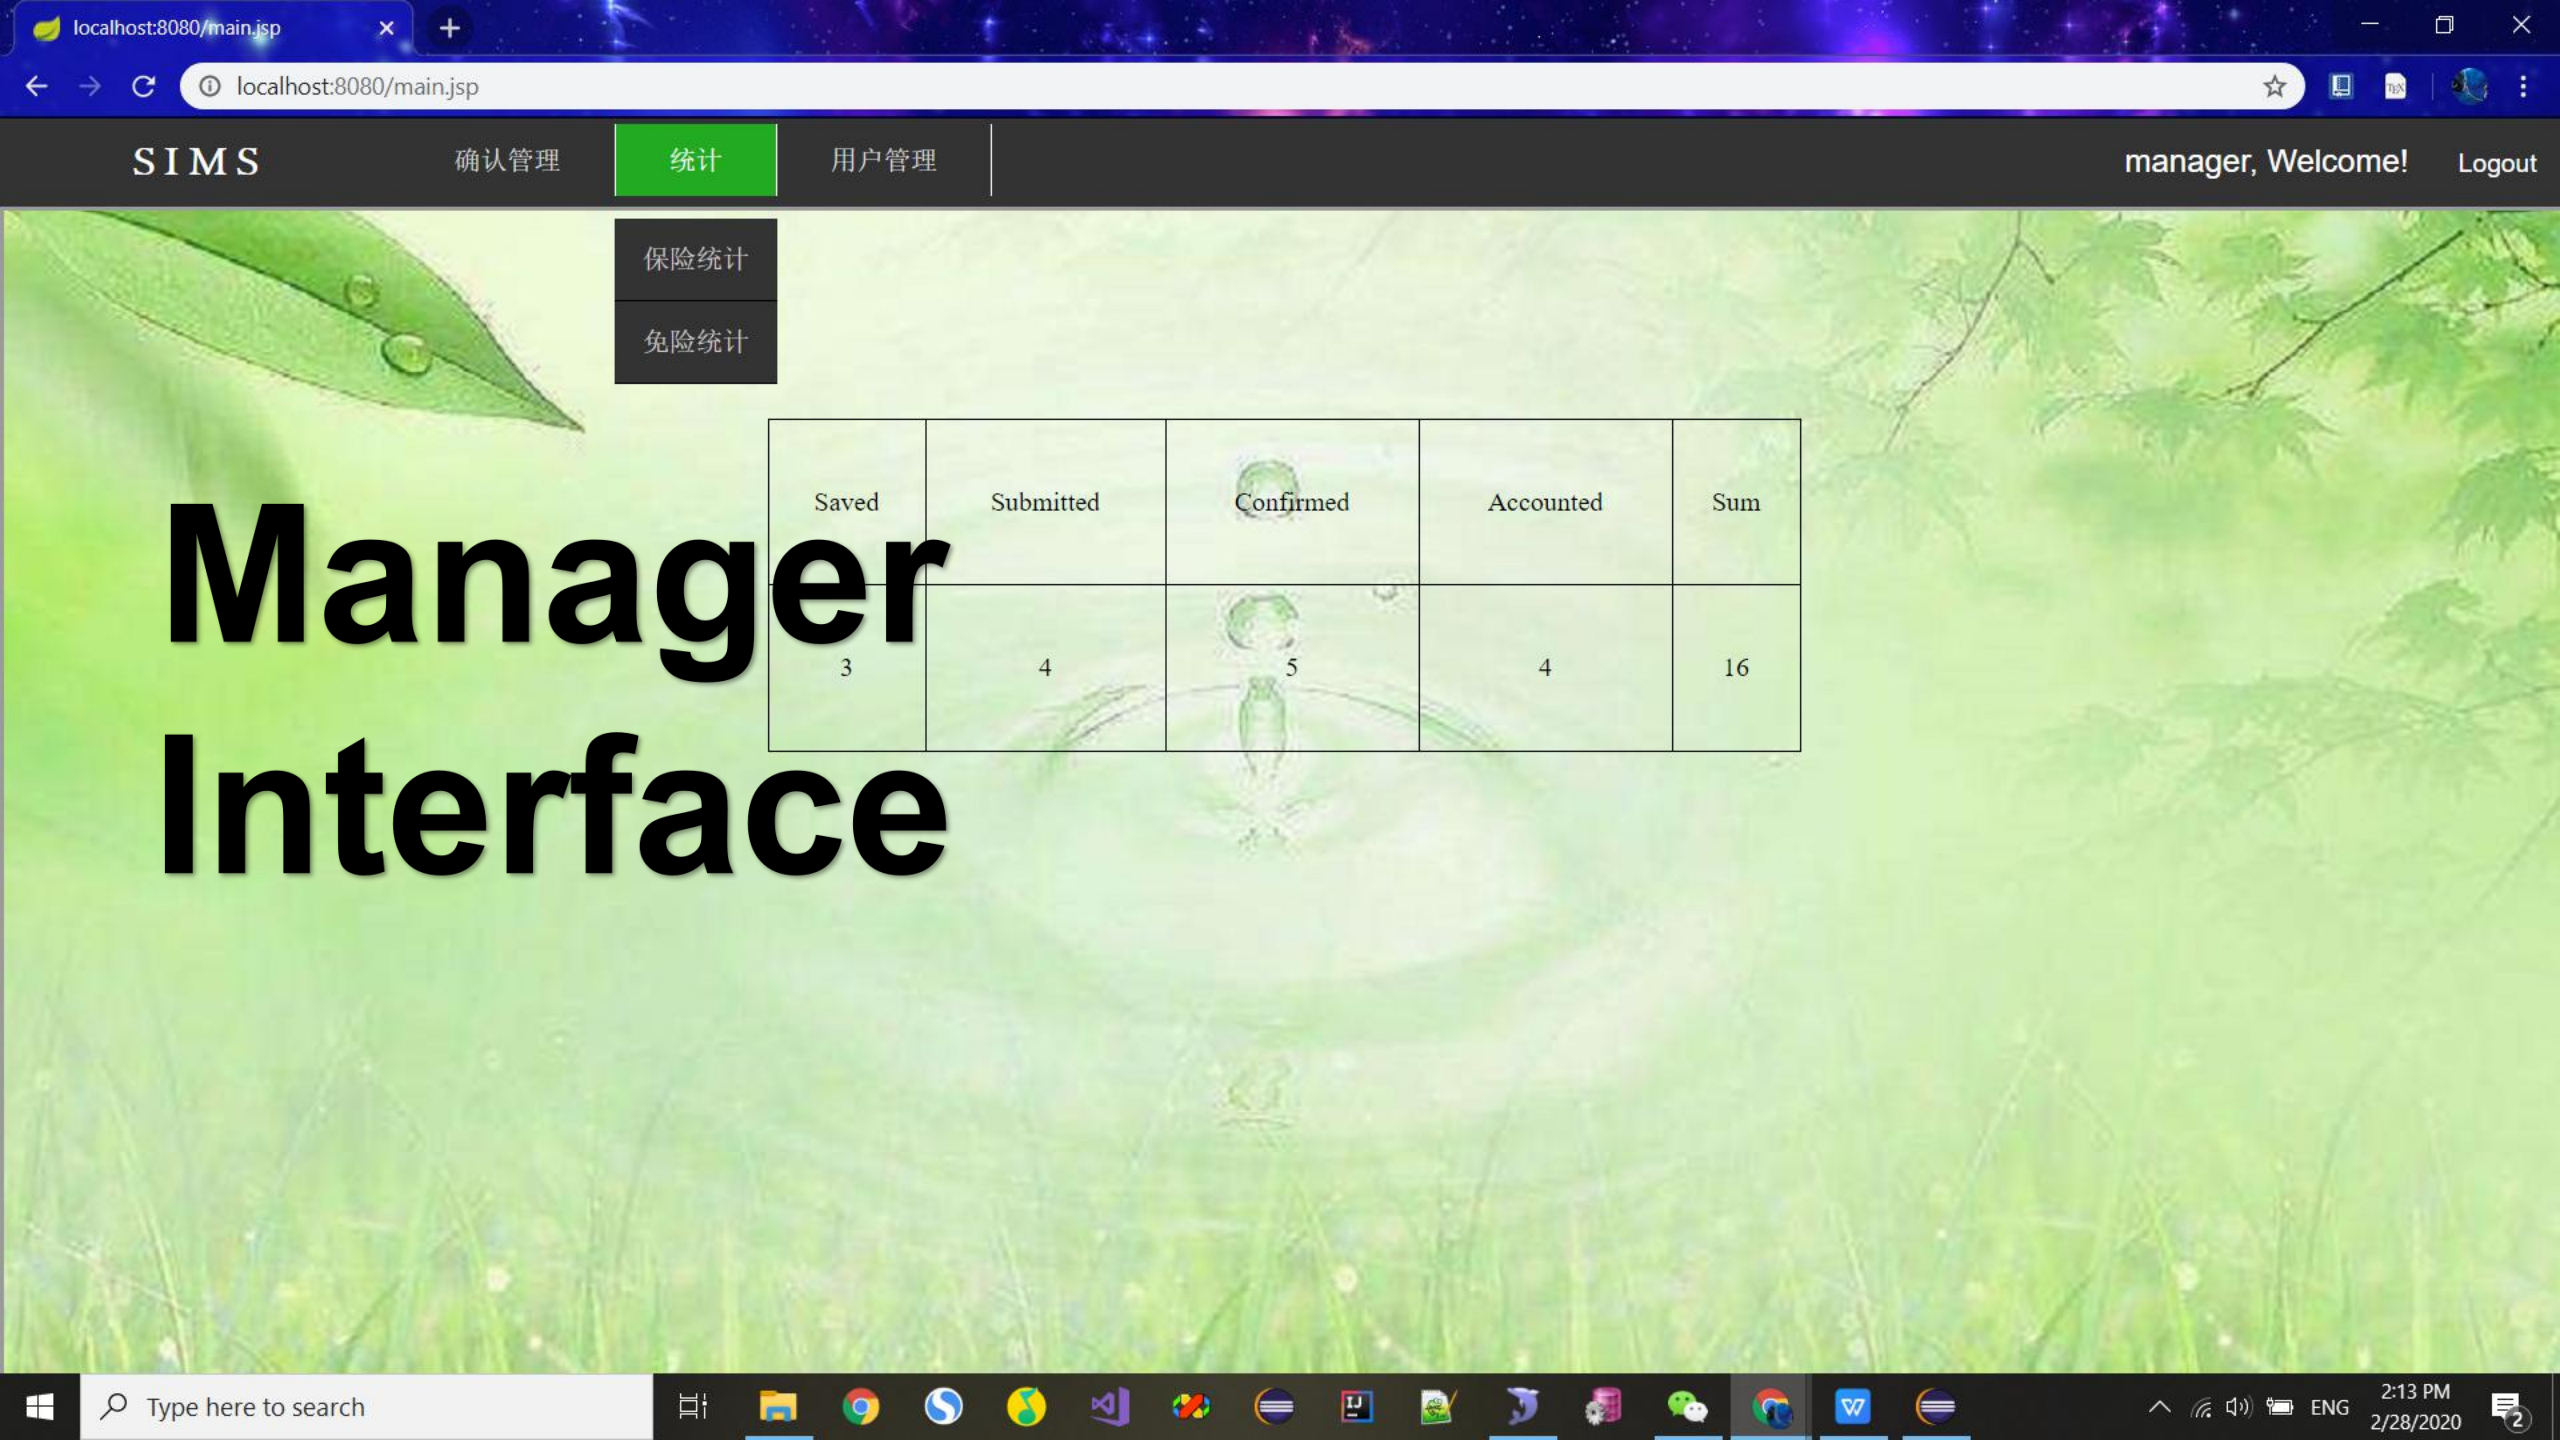 localhost:8080/main.jsp
localhost:8080/main.jsp
SIMS 确认管理 统计 用户管理 manager, Welcome! Logout
保险统计
免险统计
Saved Submitted Confirmed Accounted Sum
3 4 5 4 16
Manager
Interface
Type here to search
ENG
2:13 PM
2/28/2020
2